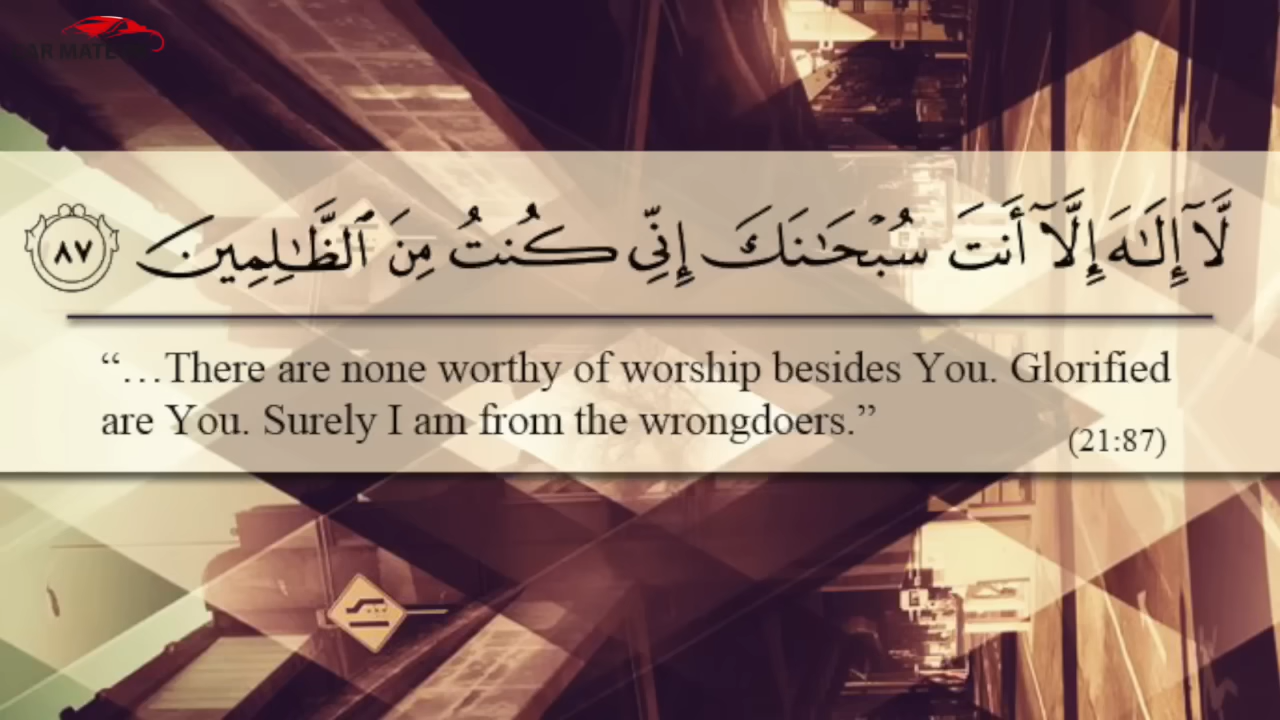 لَّآ إِلَـٰهَ إِلَّآ أَنتَ سُبْحَـٰنَكَ إِنِّى كُنتُ مِنَ ٱلظَّـٰلِمِينَ ٨٧
“…There are none worthy of worship besides You. Glorified
are You. Surely I am from the wrongdoers.”
(21:87)